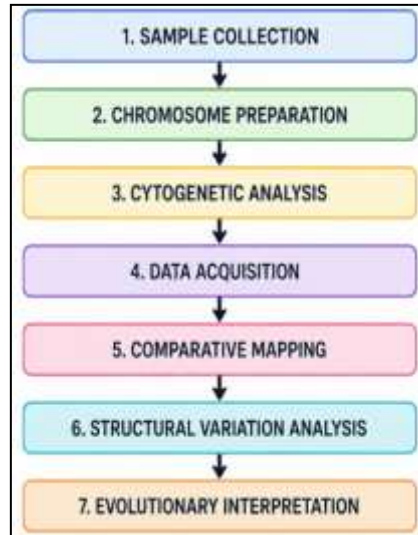 1. SAMPLE COLLECTION
2. CHROMOSOME PREPARATION
3. CYTOGENETIC ANALYSIS
4. DATA ACQUISITION
5. COMPARATIVE MAPPING
6. STRUCTURAL VARIATION ANALYSIS
7. EVOLUTIONARY INTERPRETATION